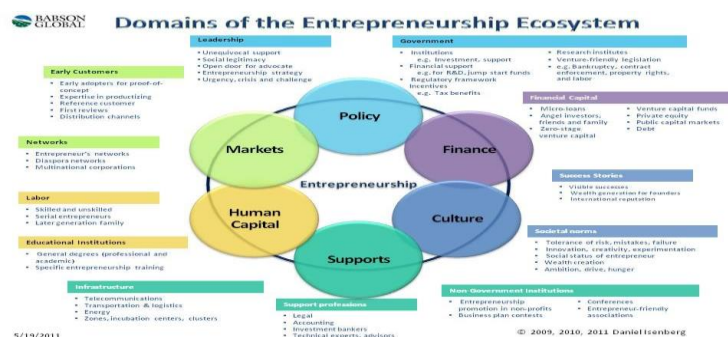 BABSON
GLOBAL
Domains of the Entrepreneurship Ecosystem
Leadership
• Unequivocal support
• Social legitimacy
• Open door for advocate
• Entrepreneurship strategy
• Urgency, crisis and challenge
Government
• Institutions
e.g. Investment, support
• Financial support
e.g. for R&D, jump start funds
• Regulatory framework
Incentives
e.g. Tax benefits
• Research institutes
• Venture-friendly legislation
• e.g. Bankruptcy, contract
enforcement, property rights,
and labor
Early Customers
• Early adopters for proof-of-
concept
• Expertise in productizing
• Reference customer
• First reviews
• Distribution channels
Financial Capital
• Micro-loans
• Angel investors,
friends and family
• Zero-stage
venture capital
• Venture capital funds
• Private equity
• Public capital markets
• Debt
Networks
• Entrepreneur's networks
• Diaspora networks
• Multinational corporations
Policy
Markets
Finance
Entrepreneurship
Human
Capital
Culture
Supports
Success Stories
• Visible successes
• Wealth generation for founders
• International reputation
Labor
• Skilled and unskilled
• Serial entrepreneurs
• Later generation family
Societal norms
• Tolerance of risk, mistakes, failure
• Innovation, creativity, experimentation
• Social status of entrepreneur
• Wealth creation
• Ambition, drive, hunger
Educational Institutions
• General degrees (professional and
academic)
• Specific entrepreneurship training
Infrastructure
• Telecommunications
• Transportation & logistics
• Energy
• Zones, incubation centers, clusters
Support professions
• Legal
• Accounting
• Investment bankers
• Technical experts, advisors
Non-Government Institutions
• Entrepreneurship
promotion in non-profits
• Business plan contests
• Conferences
• Entrepreneur-friendly
associations
5/19/2011
© 2009, 2010, 2011 Daniel Isenberg